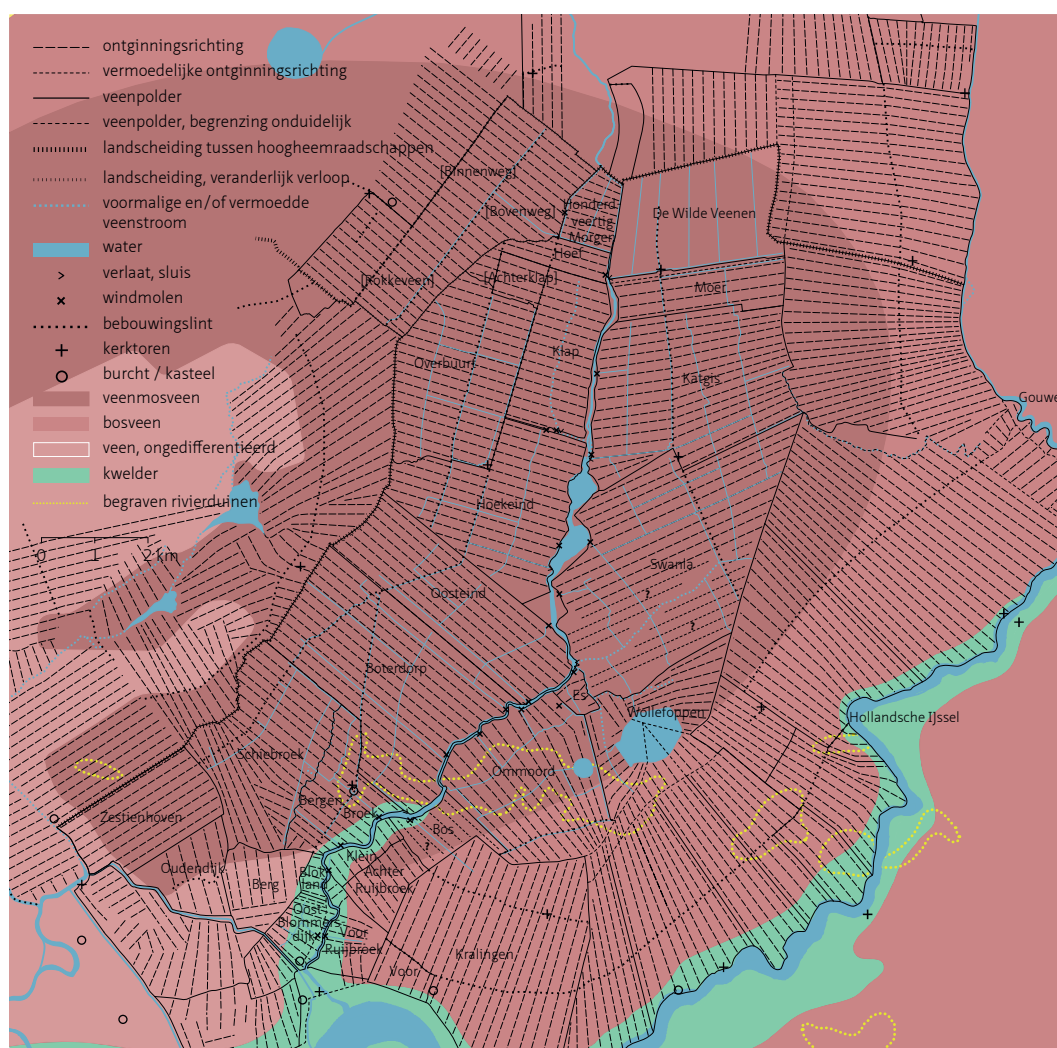 ontginningsrichting
vermoedelijke ontginningsrichting
veenpolder
veenpolder, begrenzing onduidelijk
landscheiding tussen hoogheemraadschappen
landscheiding, veranderlijk verloop
voormalige en/of vermoedde
veenstroom
water
verlaat, sluis
windmolen
bebouwingslint
kerktoren
burcht / kasteel
veenmosveen
bosveen
veen, ongedifferentiëerd
kwelder
begraven rivierduinen
0 1 2 km
[Binnenweg]
[Bovenweg]
Honderd
veertig
Morgen
Hoef
De Wilde Veenen
[Rokkeveen]
[Achterklap]
Moer
Overbuurt
Klap
Katgis
Gouwe
Hoekeind
Oosteind
Swanla
?
?
Boterdorp
Es
Wollefoppen
Hollandsche IJssel
Schiebroek
Ommoord
Bergen
Broek
Zestienhoven
Bos
?
Oudendijk
Klein
Berg
Blok
land
Achter
Ruijbroek
Oost
Blommers
dijk
Voor
Ruijbroek
Voor
Kralingen